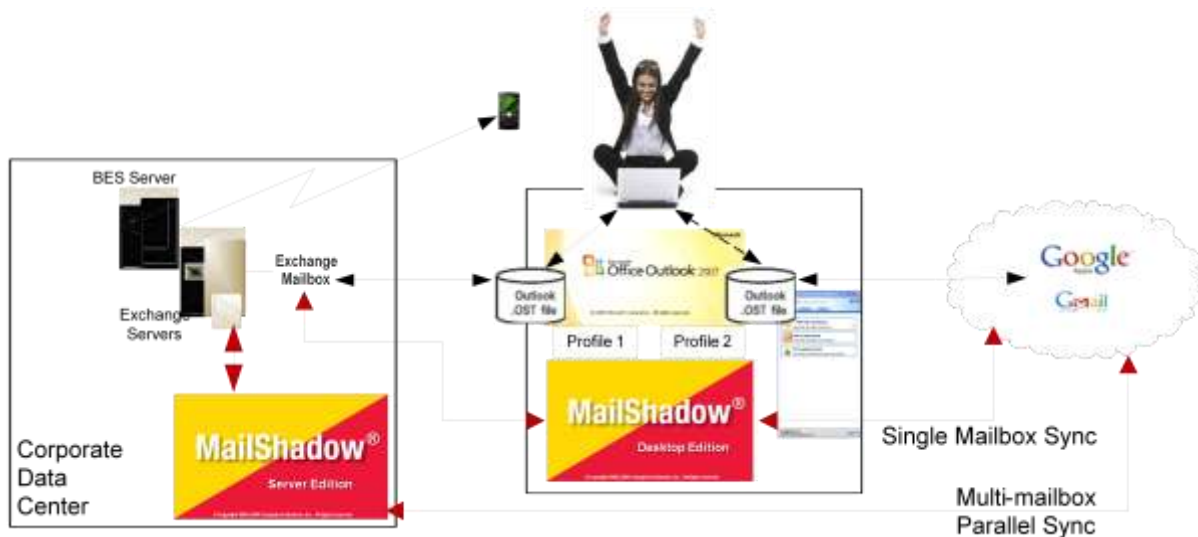 BES Server
Exchange
Mailbox
Exchange
Servers
MailShadow®
Server Edition
Corporate
Data
Center
Office Outlook 2007
Outlook
.OST file
Outlook
.OST file
Profile 1
Profile 2
MailShadow®
Desktop Edition
Google
Gmail
Single Mailbox Sync
Multi-mailbox
Parallel Sync